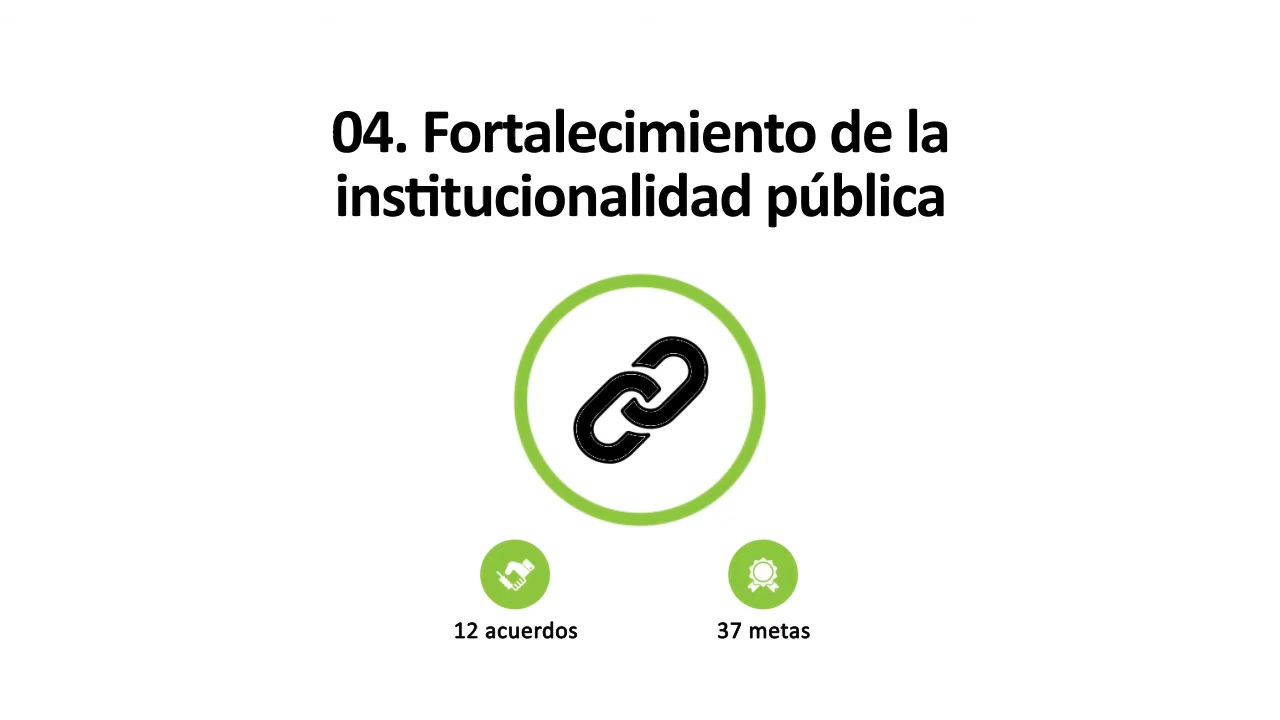 04. Fortalecimiento de la
institucionalidad pública
12 acuerdos
37 metas